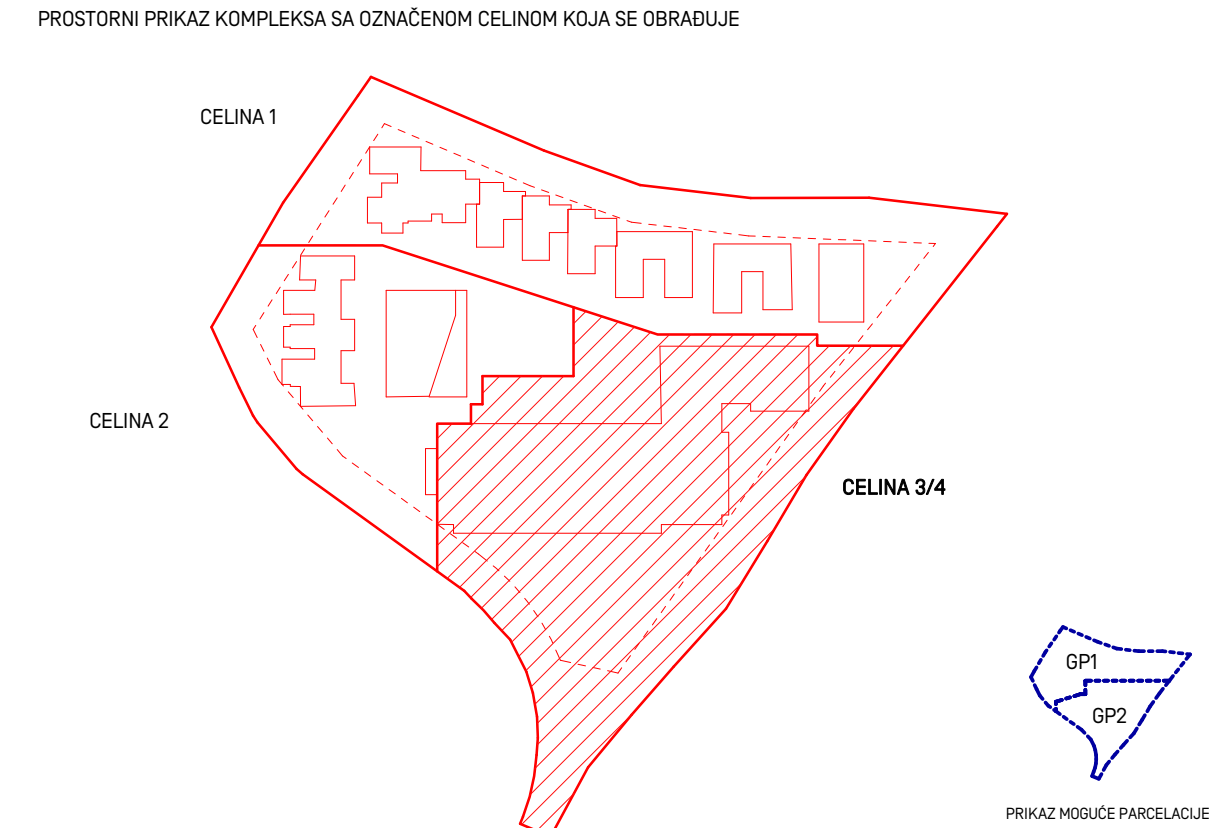 PROSTORNI PRIKAZ KOMPLEKSA SA OZNAČENOM CELINOM KOJA SE OBRAĐUJE
CELINA 1
CELINA 2
CELINA 3/4
GP1
GP2
PRIKAZ MOGUĆE PARCELACIJE